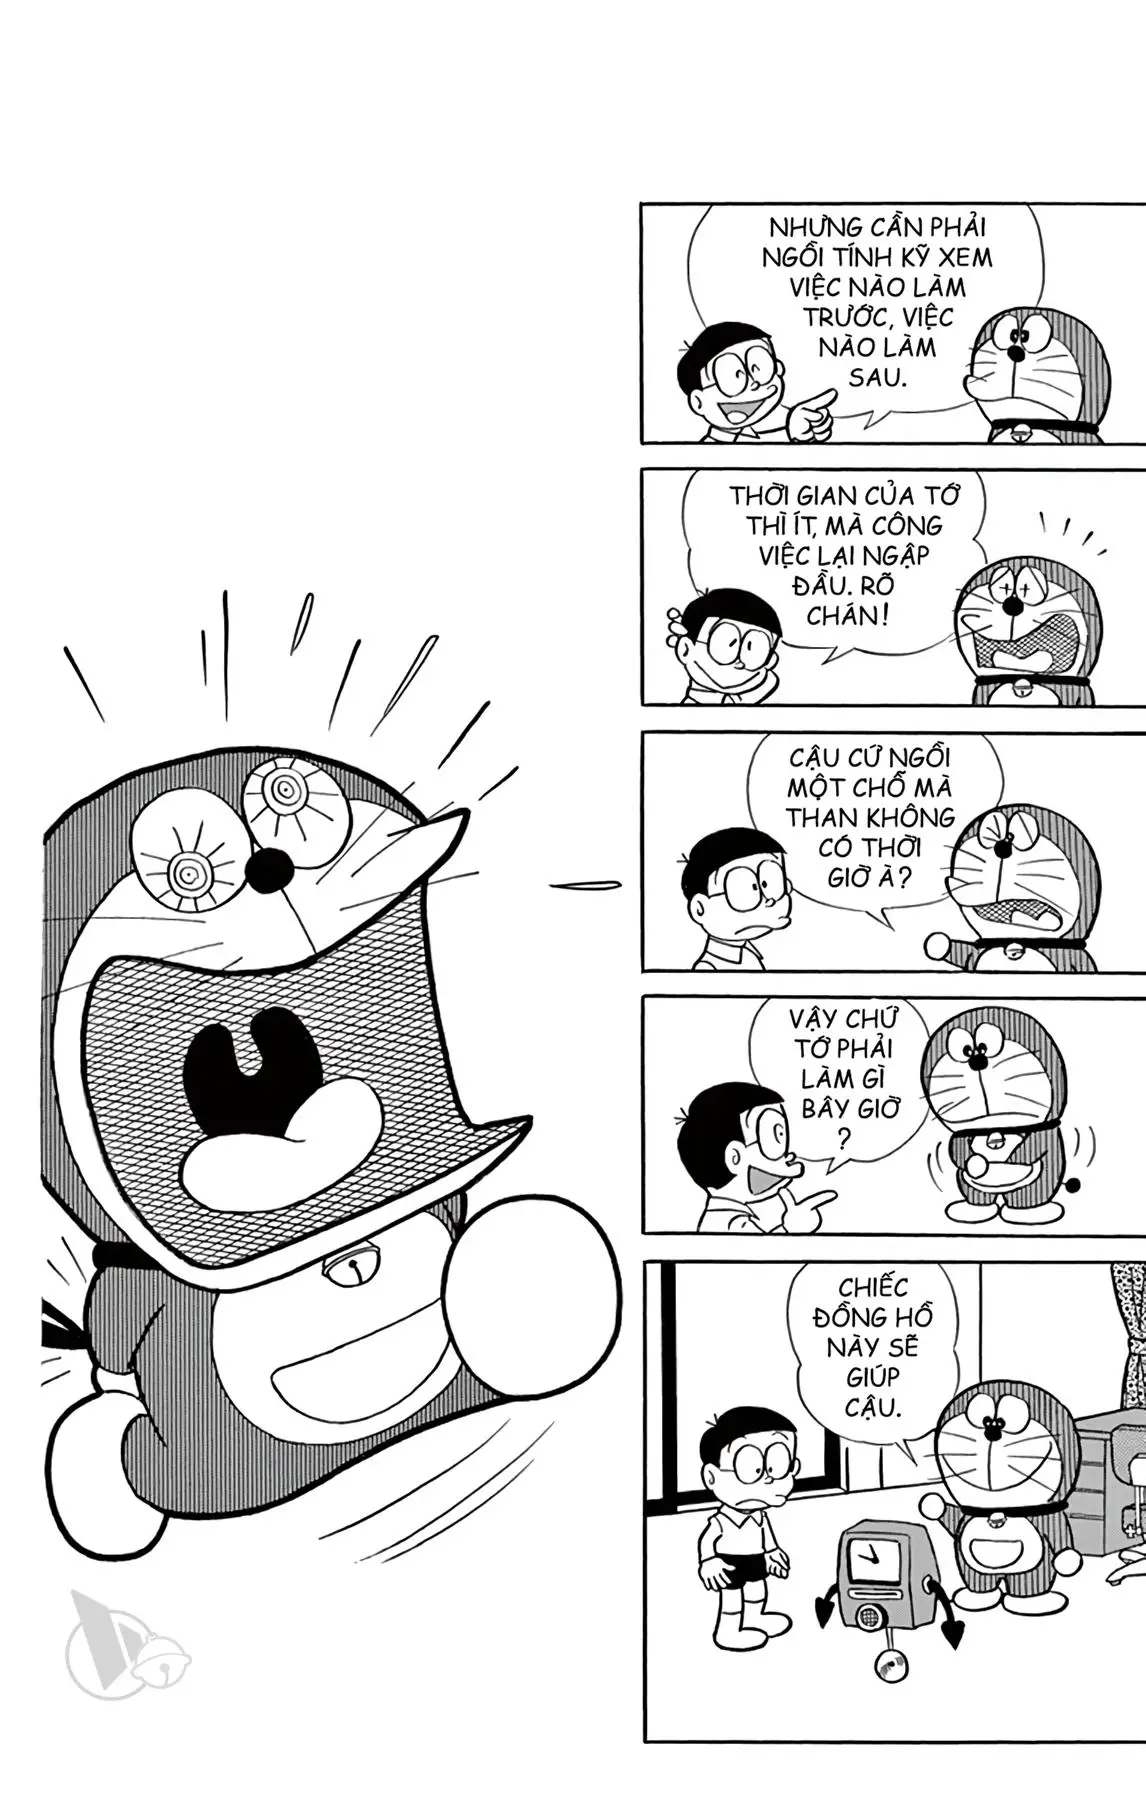 NHƯNG CẦN PHẢI
NGỒI TÍNH KỸ XEM
VIỆC NÀO LÀM
TRƯỚC, VIỆC
NÀO LÀM
SAU.
THỜI GIAN CỦA TỚ
THÌ ÍT, MÀ CÔNG
VIỆC LẠI NGẬP
ĐẦU. RÕ
CHÁN!
CẬU CỨ NGỒI
MỘT CHỖ MÀ
THAN KHÔNG
CÓ THỜI
GIỜ À?
VẬY CHỨ
TỚ PHẢI
LÀM GÌ
BÂY GIỜ
?
CHIẾC
ĐỒNG HỒ
NÀY SẼ
GIÚP
CẬU.